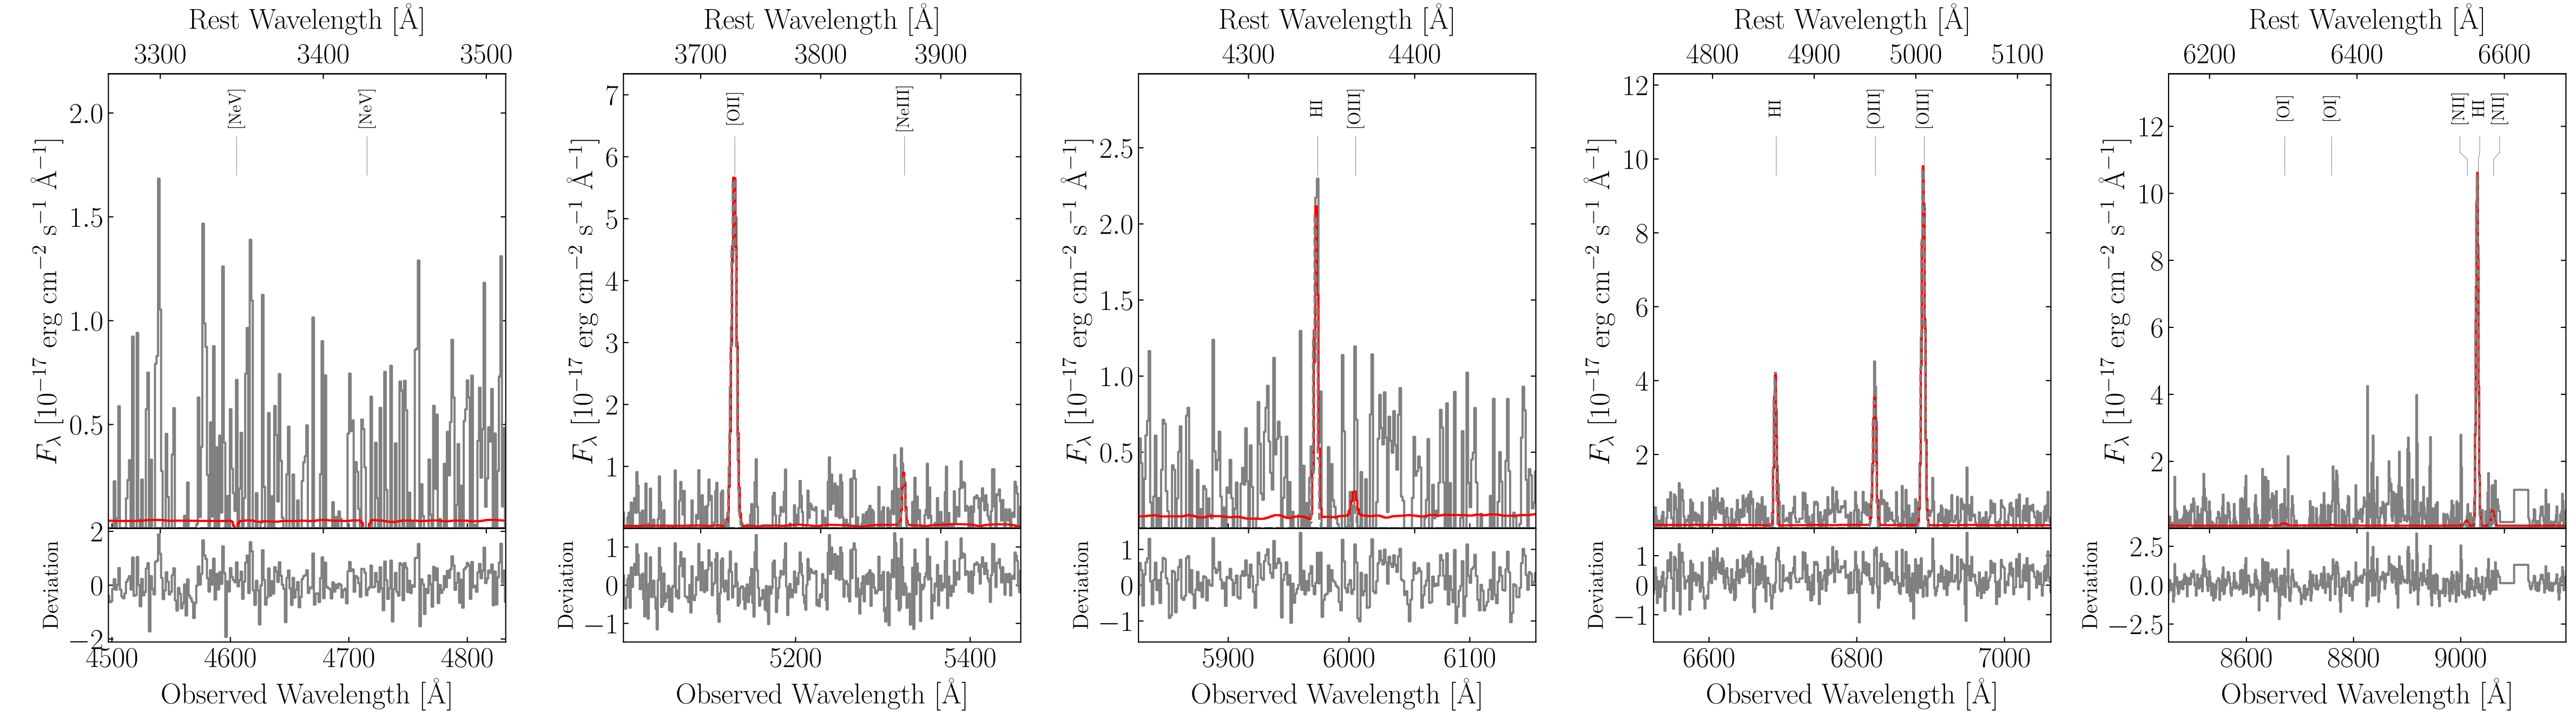 Rest Wavelength [Å]
3300 3400 3500
[NeV] [NeV]
2.0
1.5
1.0
0.5
F_λ [10⁻¹⁷ erg cm⁻² s⁻¹ Å⁻¹]
2
2
0
−2
Deviation
4500 4600 4700 4800
Observed Wavelength [Å]
Rest Wavelength [Å]
3700 3800 3900
[OII] [NeIII]
7
6
5
4
3
2
1
F_λ [10⁻¹⁷ erg cm⁻² s⁻¹ Å⁻¹]
1
0
−1
Deviation
5200 5400
Observed Wavelength [Å]
Rest Wavelength [Å]
4300 4400
HI [OIII]
2.5
2.0
1.5
1.0
0.5
F_λ [10⁻¹⁷ erg cm⁻² s⁻¹ Å⁻¹]
1
0
−1
Deviation
5900 6000 6100
Observed Wavelength [Å]
Rest Wavelength [Å]
4800 4900 5000 5100
HI [OIII] [OIII]
12
10
8
6
4
2
F_λ [10⁻¹⁷ erg cm⁻² s⁻¹ Å⁻¹]
1
0
−1
Deviation
6600 6800 7000
Observed Wavelength [Å]
Rest Wavelength [Å]
6200 6400 6600
[OI] [OI] [NII] HI [NII]
12
10
8
6
4
2
F_λ [10⁻¹⁷ erg cm⁻² s⁻¹ Å⁻¹]
2.5
0.0
−2.5
Deviation
8600 8800 9000
Observed Wavelength [Å]